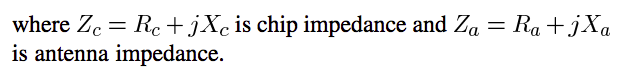 where Z_c = R_c + jX_c is chip impedance and Z_a = R_a + jX_a
is antenna impedance.